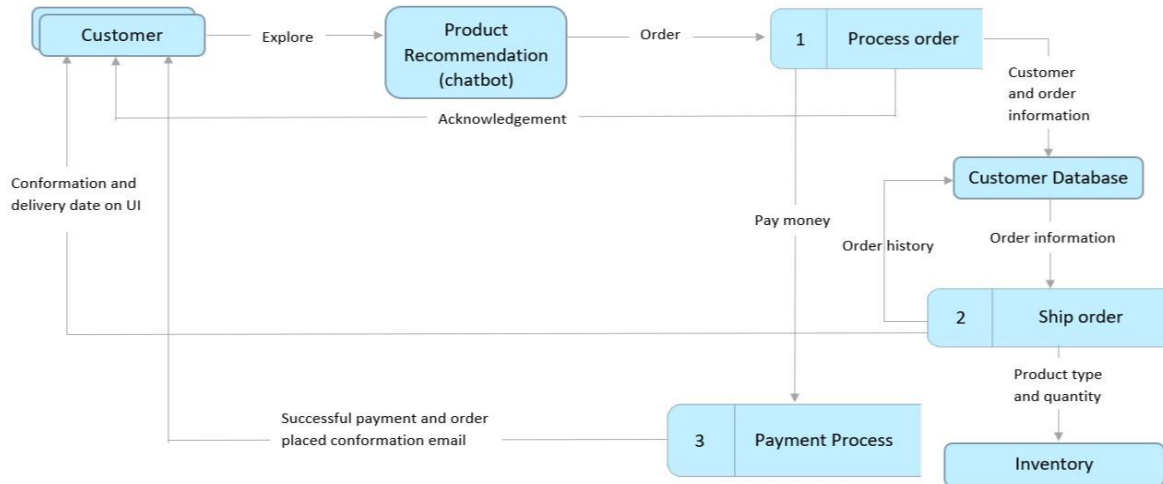 Customer
Explore
Product
Recommendation
(chatbot)
Order
1
Process order
Customer
and order
information
Acknowledgement
Conformation and
delivery date on UI
Customer Database
Pay money
Order history
Order information
2
Ship order
Product type
and quantity
Successful payment and order
placed conformation email
3
Payment Process
Inventory